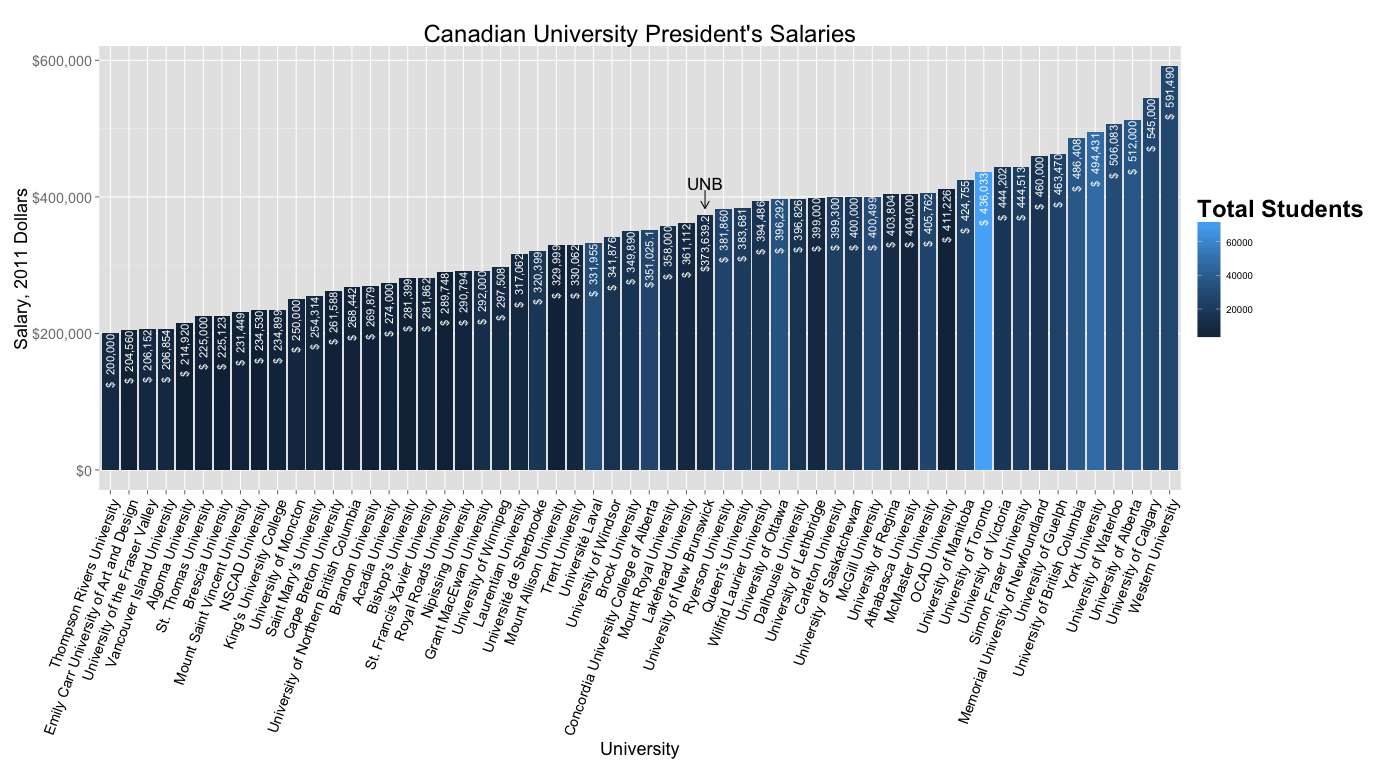 Canadian University President's Salaries
Salary, 2011 Dollars
$600,000
$400,000
$200,000
$0
UNB
$ 200,000
$ 204,560
$ 206,152
$ 206,854
$ 214,920
$ 225,000
$ 225,123
$ 231,449
$ 234,530
$ 234,899
$ 250,000
$ 254,314
$ 261,588
$ 268,442
$ 269,879
$ 274,000
$ 281,399
$ 281,862
$ 289,748
$ 290,794
$ 292,000
$ 297,508
$ 317,062
$ 320,399
$ 329,999
$ 330,062
$ 331,955
$ 341,876
$ 349,890
$351,025.1
$ 358,000
$ 361,112
$373,639.2
$ 381,860
$ 383,681
$ 394,486
$ 396,292
$ 396,826
$ 399,000
$ 399,300
$ 400,000
$ 400,499
$ 403,804
$ 404,000
$ 405,762
$ 411,226
$ 424,755
$ 436,033
$ 444,202
$ 444,513
$ 460,000
$ 463,470
$ 486,408
$ 494,431
$ 506,083
$ 512,000
$ 545,000
$ 591,490
Thompson Rivers University
Emily Carr University of Art and Design
University of the Fraser Valley
Vancouver Island University
Algoma University
St. Thomas University
Brescia University
Mount Saint Vincent University
NSCAD University
King's University College
University of Moncton
Saint Mary's University
Cape Breton University
University of Northern British Columbia
Brandon University
Acadia University
Bishop's University
St. Francis Xavier University
Royal Roads University
Nipissing University
Grant MacEwan University
University of Winnipeg
Laurentian University
Université de Sherbrooke
Mount Allison University
Trent University
Université Laval
University of Windsor
Brock University
Concordia University College of Alberta
Mount Royal University
Lakehead University
University of New Brunswick
Ryerson University
Queen's University
Wilfrid Laurier University
University of Ottawa
Dalhousie University
University of Lethbridge
Carleton University
University of Saskatchewan
McGill University
University of Regina
Athabasca University
McMaster University
OCAD University
University of Manitoba
University of Toronto
University of Victoria
Simon Fraser University
Memorial University of Newfoundland
University of Guelph
University of British Columbia
York University
University of Waterloo
University of Alberta
University of Calgary
Western University
University
Total Students
60000
40000
20000